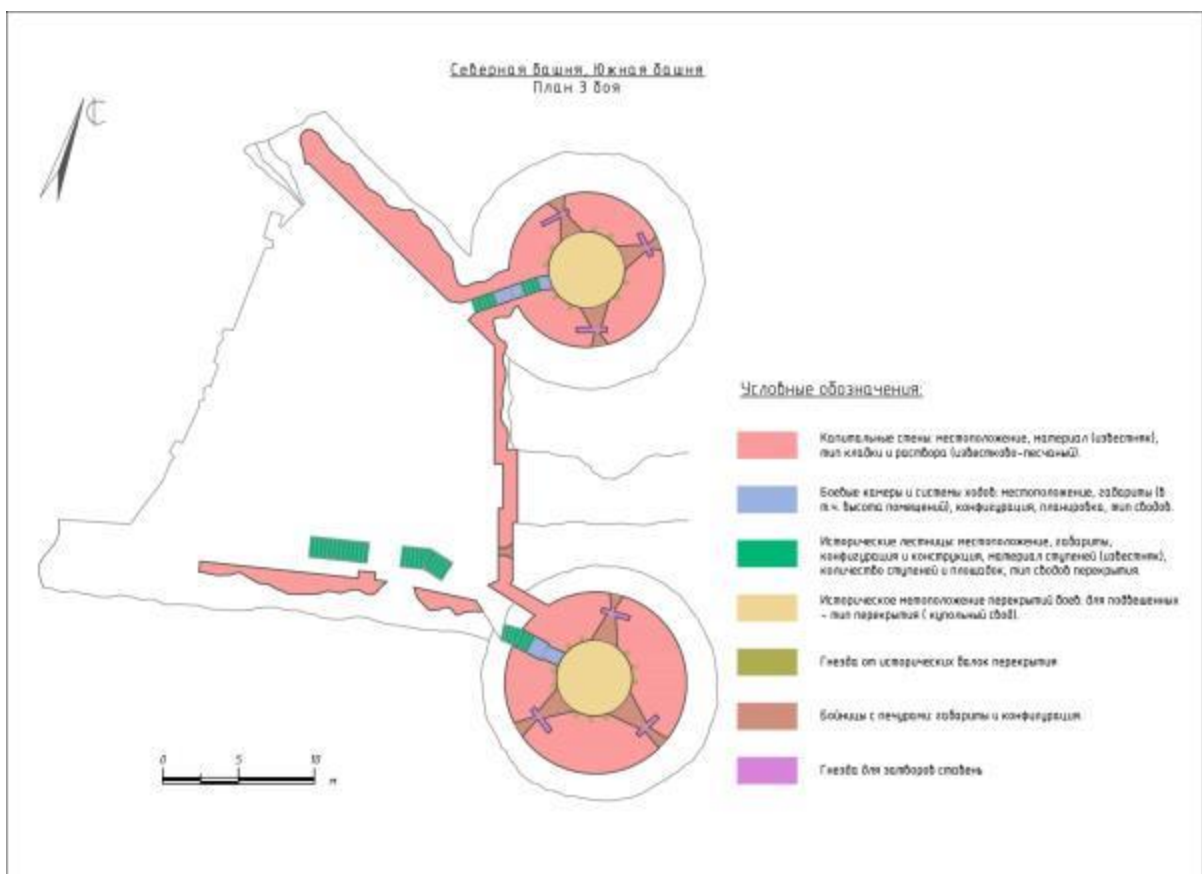 Северная башня, Южная башня
План 3 боя
С
Условные обозначения:
Капитальные стены: местоположение, материал (известняк),
тип кладки и раствора (известково-песчаный).
Боевые камеры и системы ходов: местоположение, габариты (в
т.ч. высота помещений), конфигурация, планировка, тип сводов.
Исторические лестницы: местоположение, габариты,
конфигурация и конструкция, материал ступеней (известняк),
количество ступеней и площадок, тип сводов перекрытия.
Историческое метоположение перекрытий боев. для подвешенных
- тип перекрытия ( купольный свод).
Гнезда от исторических балок перекрытия
Бойницы с печурами: габариты и конфигурация.
Гнезда для затворов ставень
0 5 10
м